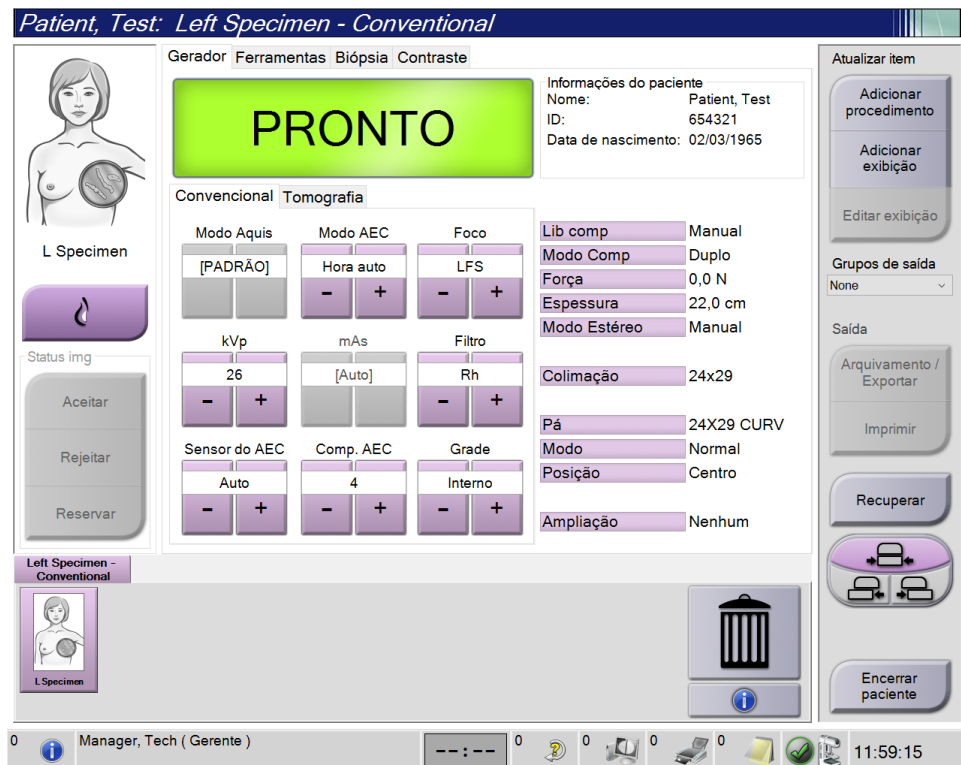 Patient, Test: Left Specimen - Conventional
L Specimen
Status img
Aceitar
Rejeitar
Reservar
Gerador Ferramentas Biópsia Contraste
PRONTO
Informações do paciente
Nome: Patient, Test
ID: 654321
Data de nascimento: 02/03/1965
Convencional Tomografia
Modo Aquis Modo AEC Foco
[PADRÃO] Hora auto LFS
- + - +
kVp mAs Filtro
26 [Auto] Rh
- + - +
Sensor do AEC Comp. AEC Grade
Auto 4 Interno
- + - + - +
Lib comp Manual
Modo Comp Duplo
Força 0,0 N
Espessura 22,0 cm
Modo Estéreo Manual
Colimação 24x29
Pá 24X29 CURV
Modo Normal
Posição Centro
Ampliação Nenhum
Atualizar item
Adicionar
procedimento
Adicionar
exibição
Editar exibição
Grupos de saída
None
Saída
Arquivamento /
Exportar
Imprimir
Recuperar
Encerrar
paciente
Left Specimen -
Conventional
L Specimen
0 Manager, Tech ( Gerente ) --:-- 0 0 0 0 11:59:15